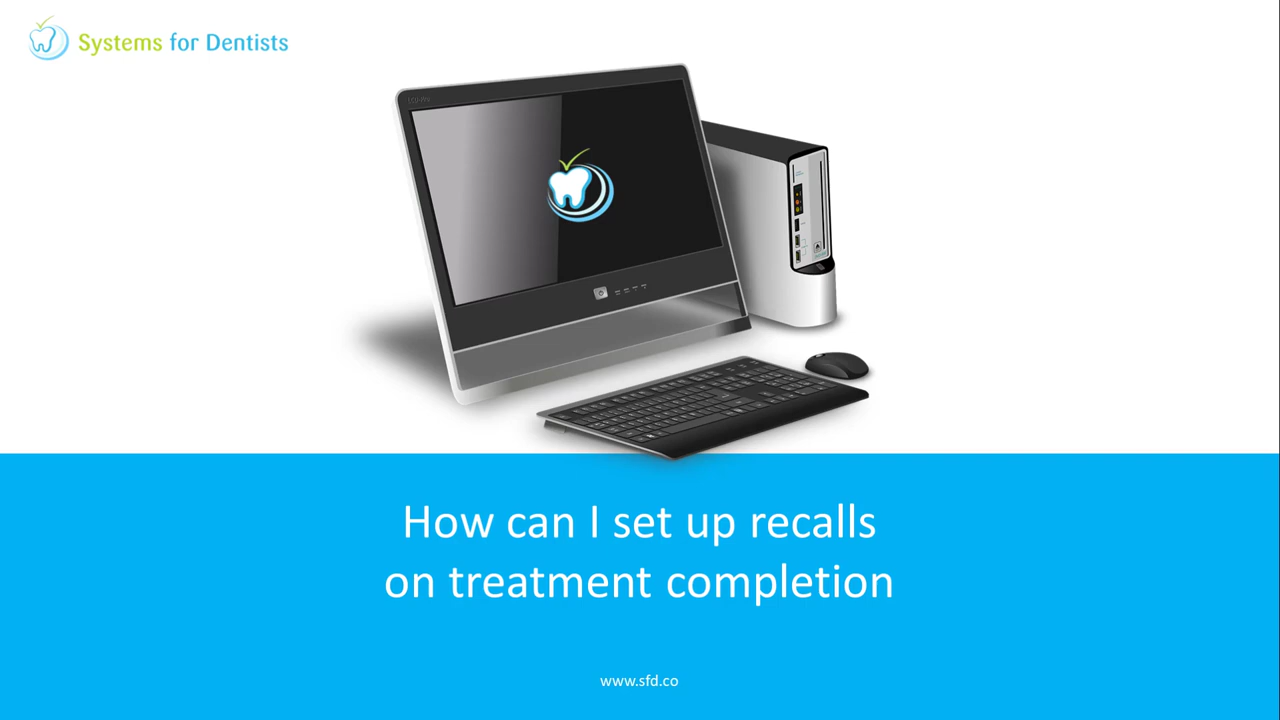 Systems for Dentists
How can I set up recalls
on treatment completion
www.sfd.co